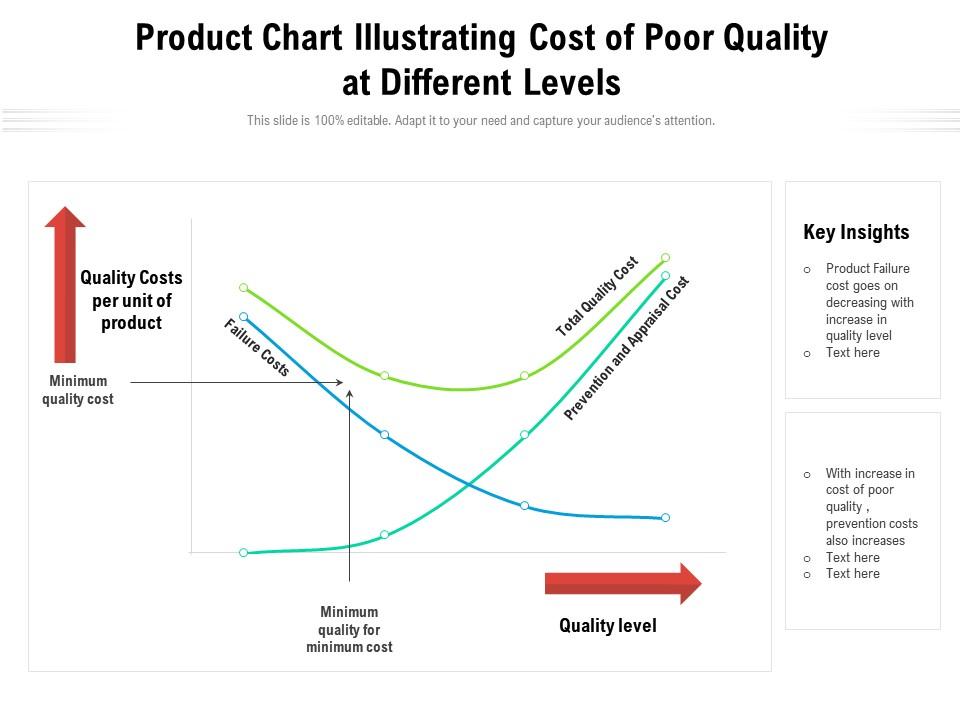 Product Chart Illustrating Cost of Poor Quality
at Different Levels
This slide is 100% editable. Adapt it to your need and capture your audience's attention.
Quality Costs
per unit of
product
Minimum
quality cost
Failure Costs
Total Quality Cost
Prevention and Appraisal Cost
Minimum
quality for
minimum cost
Quality level
Key Insights
o Product Failure
cost goes on
decreasing with
increase in
quality level
o Text here
o With increase in
cost of poor
quality ,
prevention costs
also increases
o Text here
o Text here